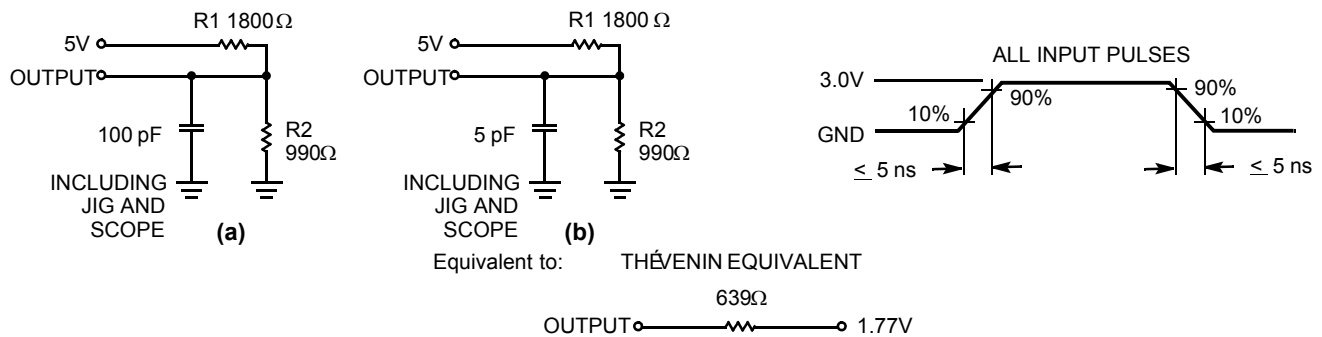 R1 1800Ω
5V
OUTPUT
100 pF
R2
990Ω
INCLUDING
JIG AND
SCOPE
(a)
R1 1800 Ω
5V
OUTPUT
5 pF
R2
990Ω
INCLUDING
JIG AND
SCOPE
(b)
ALL INPUT PULSES
3.0V
GND
10%
90%
90%
10%
≤ 5 ns
≤ 5 ns
Equivalent to: THÉVENIN EQUIVALENT
639Ω
OUTPUT 1.77V